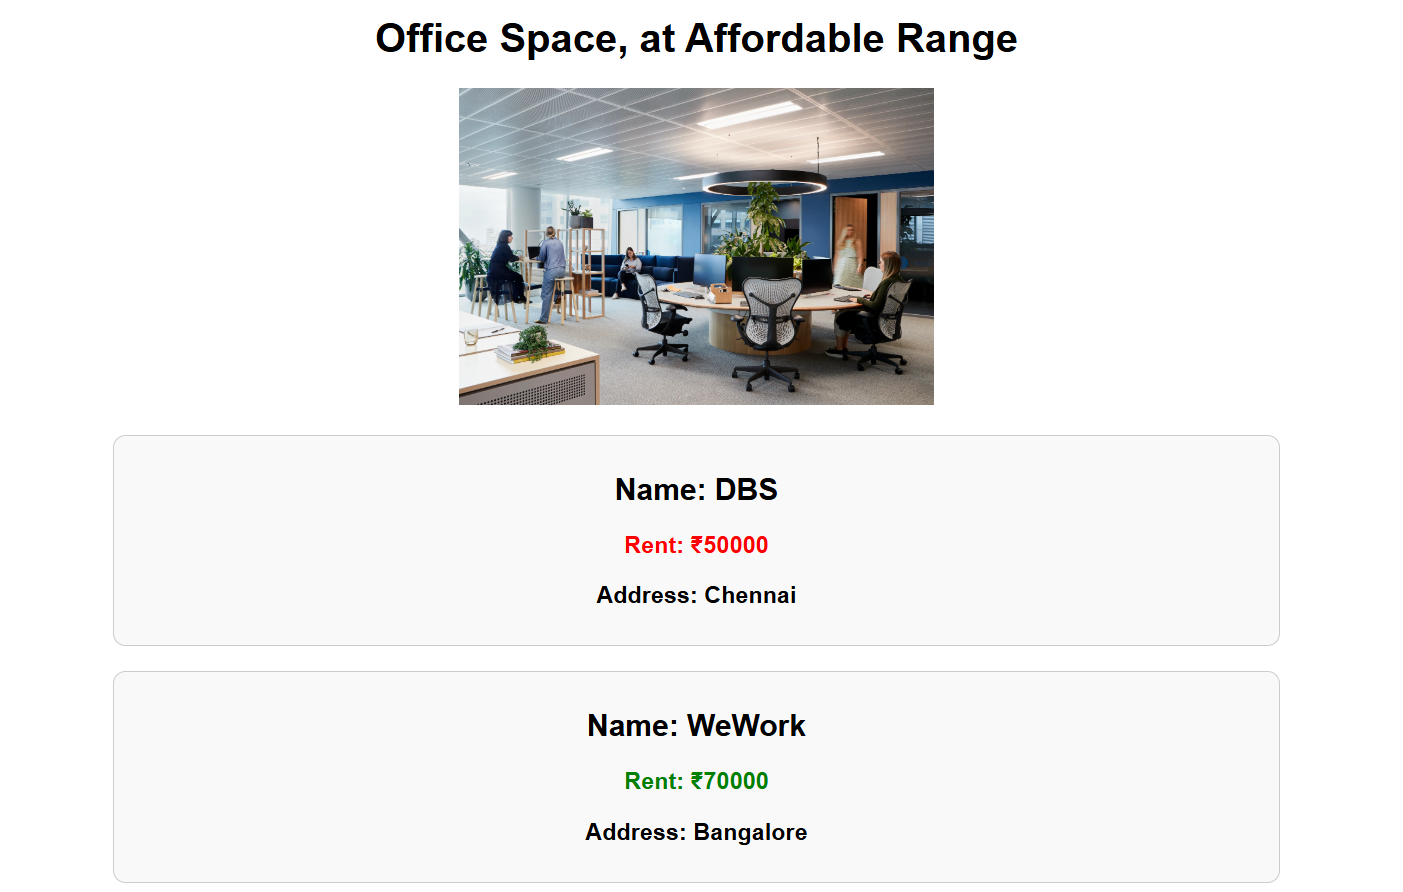 Office Space, at Affordable Range
Name: DBS
Rent: ₹50000
Address: Chennai
Name: WeWork
Rent: ₹70000
Address: Bangalore